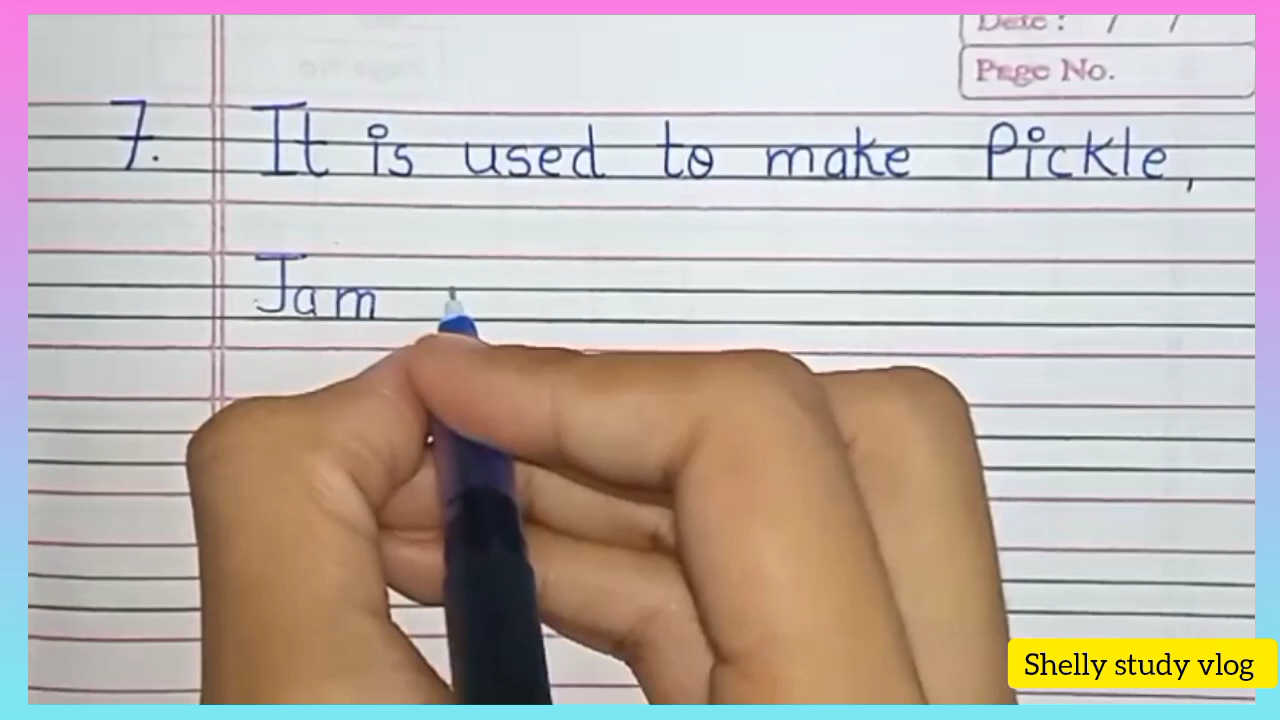 Date : / /
Page No.
7. It is used to make Pickle,
Jam
Shelly study vlog